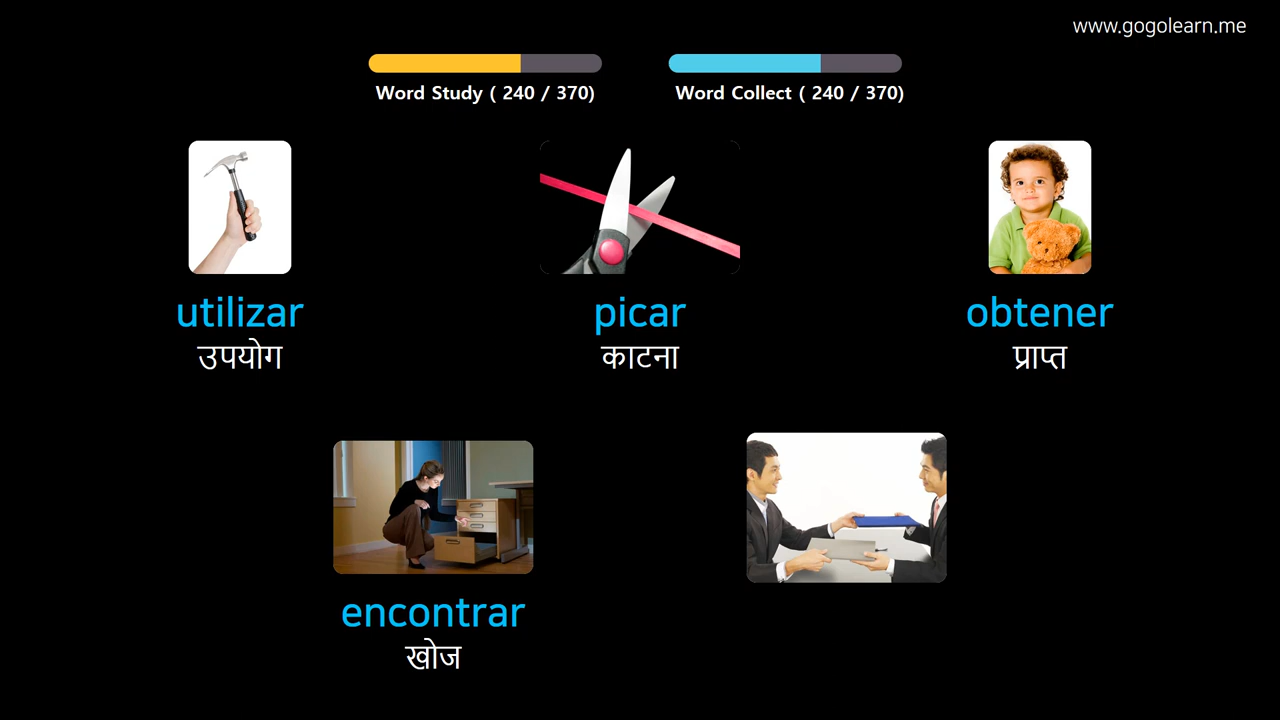 www.gogolearn.me
Word Study ( 240 / 370)
Word Collect ( 240 / 370)
utilizar
उपयोग
picar
काटना
obtener
प्राप्त
encontrar
खोज